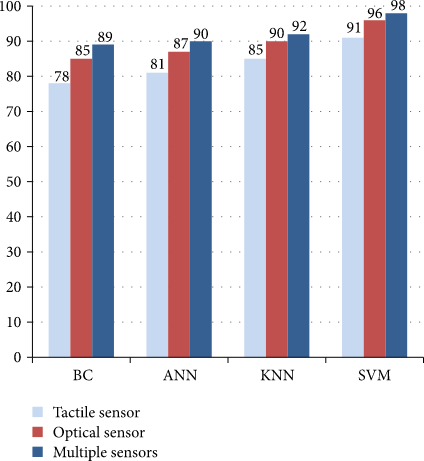 100
90
80
70
60
50
40
30
20
10
0
78 85 89
81 87 90
85 90 92
91 96 98
BC ANN KNN SVM
Tactile sensor
Optical sensor
Multiple sensors